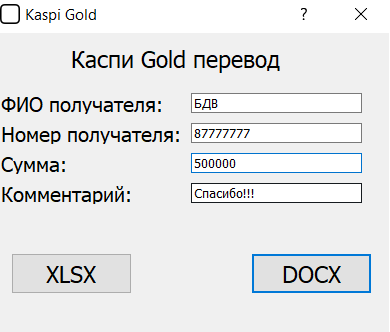 Kaspi Gold
Каспи Gold перевод
ФИО получателя: БДВ
Номер получателя: 87777777
Сумма: 500000
Комментарий: Спасибо!!!
XLSX DOCX